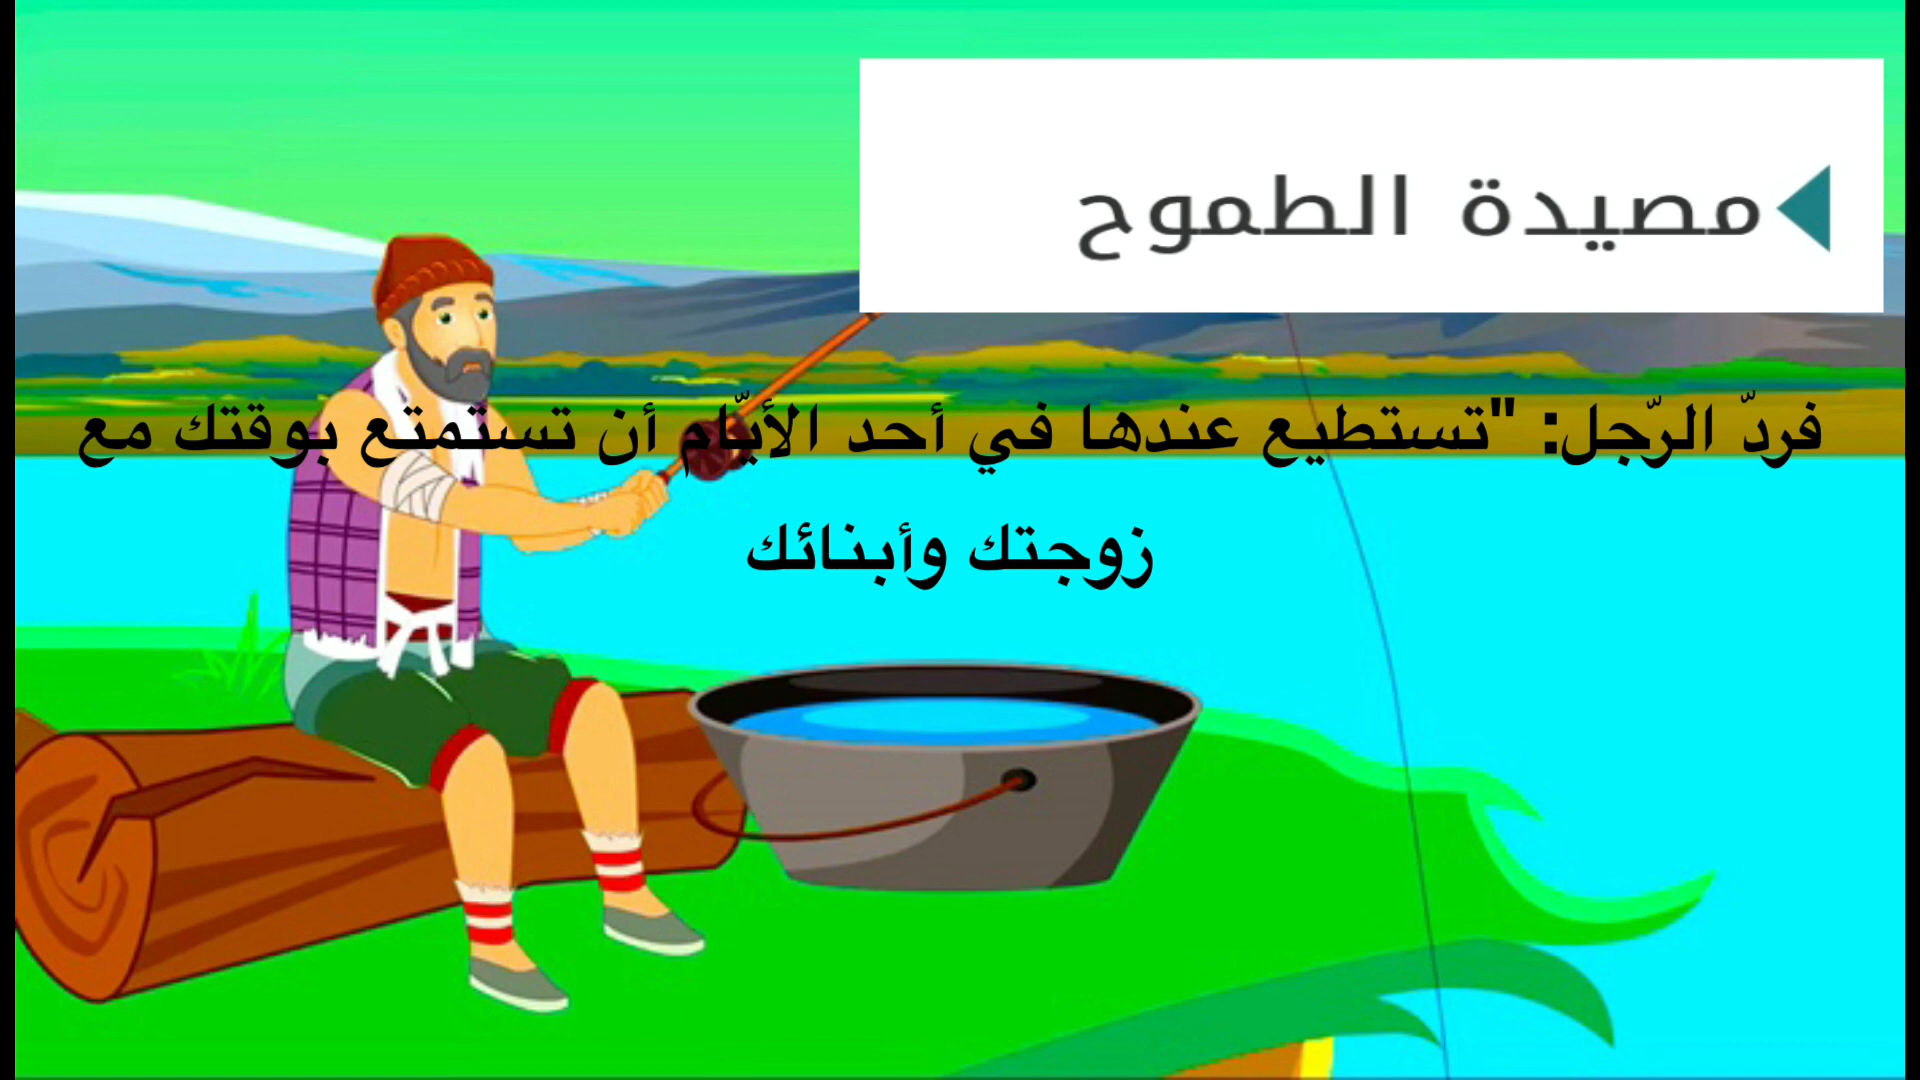 مصيدة الطموح
فردّ الرّجل: "تستطيع عندها في أحد الأيّام أن تستمتع بوقتك مع
زوجتك وأبنائك